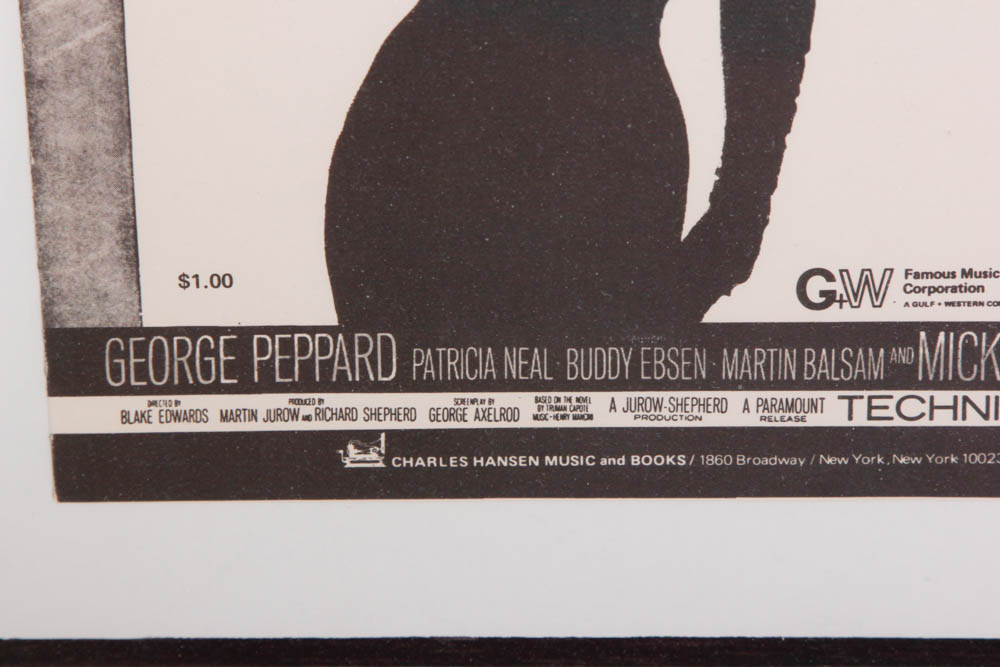 $1.00
G+W Famous Music
Corporation
A GULF + WESTERN CO
GEORGE PEPPARD PATRICIA NEAL · BUDDY EBSEN · MARTIN BALSAM AND MICK
DIRECTED BY BLAKE EDWARDS PRODUCED BY MARTIN JUROW AND RICHARD SHEPHERD SCREENPLAY BY GEORGE AXELROD BASED ON THE NOVEL BY TRUMAN CAPOTE MUSIC-HENRY MANCINI A JUROW-SHEPHERD PRODUCTION A PARAMOUNT RELEASE TECHNI
CHARLES HANSEN MUSIC and BOOKS / 1860 Broadway / New York, New York 10023